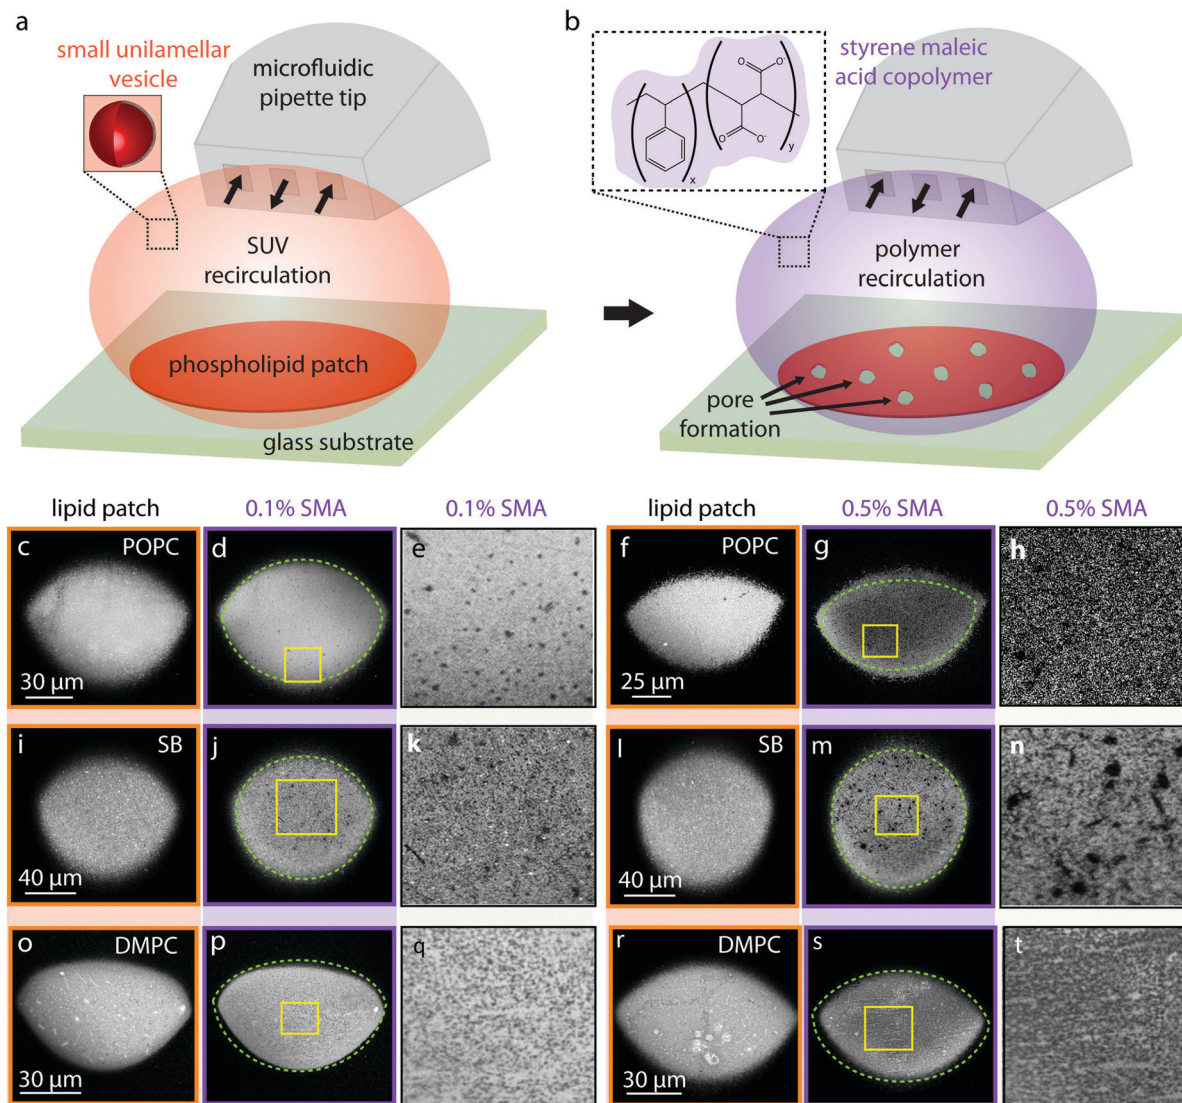 a
small unilamellar
vesicle
microfluidic
pipette tip
SUV
recirculation
phospholipid patch
glass substrate
b
styrene maleic
acid copolymer
O
O-
O
O-
x
y
polymer
recirculation
pore
formation
lipid patch
0.1% SMA
0.1% SMA
lipid patch
0.5% SMA
0.5% SMA
c
POPC
30 µm
d
e
f
POPC
25 µm
g
h
i
SB
40 µm
j
k
l
SB
40 µm
m
n
o
DMPC
30 µm
p
q
r
DMPC
30 µm
s
t